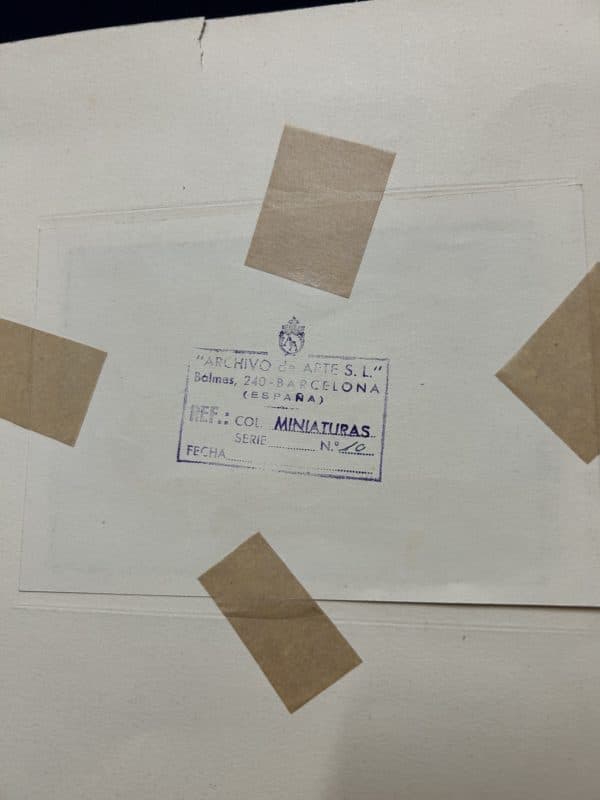 "ARCHIVO de ARTE S. L."
Balmes, 240-BARCELONA
(ESPAÑA)
REF.: COL. MINIATURAS
SERIE N.º 10
FECHA